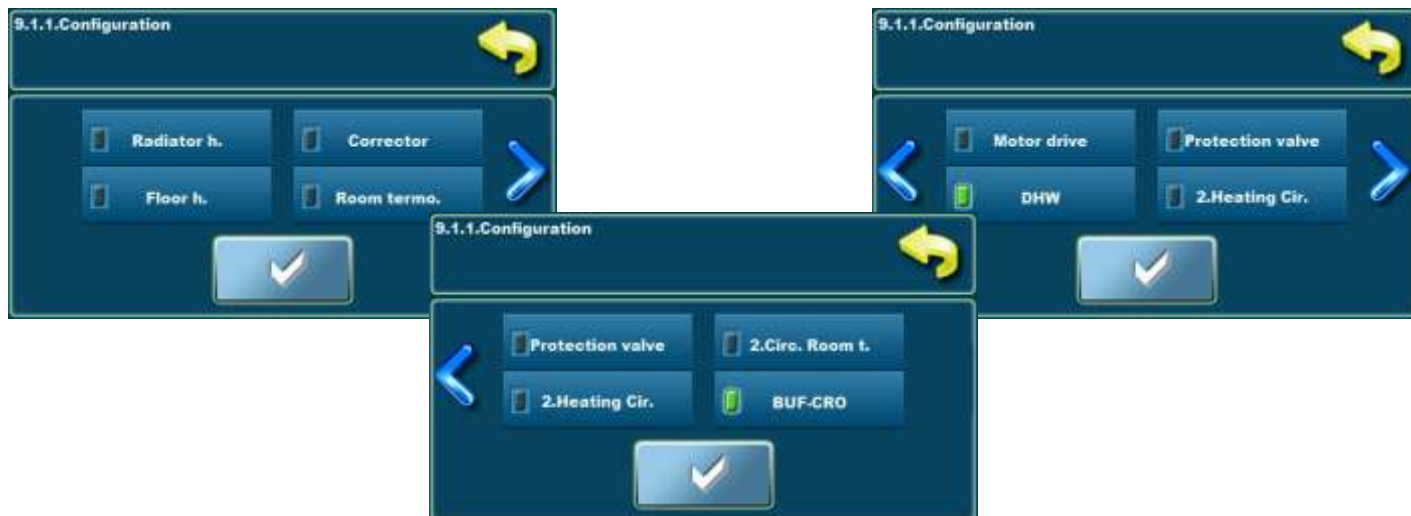 9.1.1.Configuration
Radiator h.
Corrector
Floor h.
Room termo.
9.1.1.Configuration
Motor drive
Protection valve
DHW
2.Heating Cir.
9.1.1.Configuration
Protection valve
2.Circ. Room t.
2.Heating Cir.
BUF-CRO